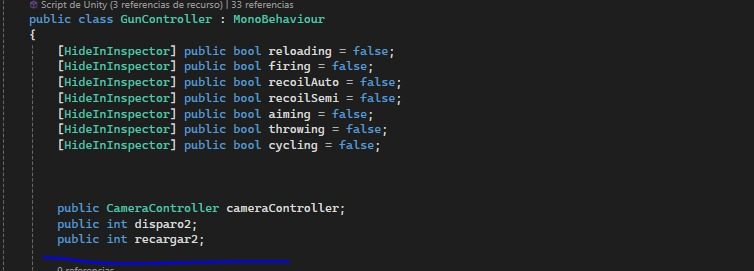 Script de Unity (3 referencias de recurso) | 33 referencias
public class GunController : MonoBehaviour
{
[HideInInspector] public bool reloading = false;
[HideInInspector] public bool firing = false;
[HideInInspector] public bool recoilAuto = false;
[HideInInspector] public bool recoilSemi = false;
[HideInInspector] public bool aiming = false;
[HideInInspector] public bool throwing = false;
[HideInInspector] public bool cycling = false;
public CameraController cameraController;
public int disparo2;
public int recargar2;
9 referencias